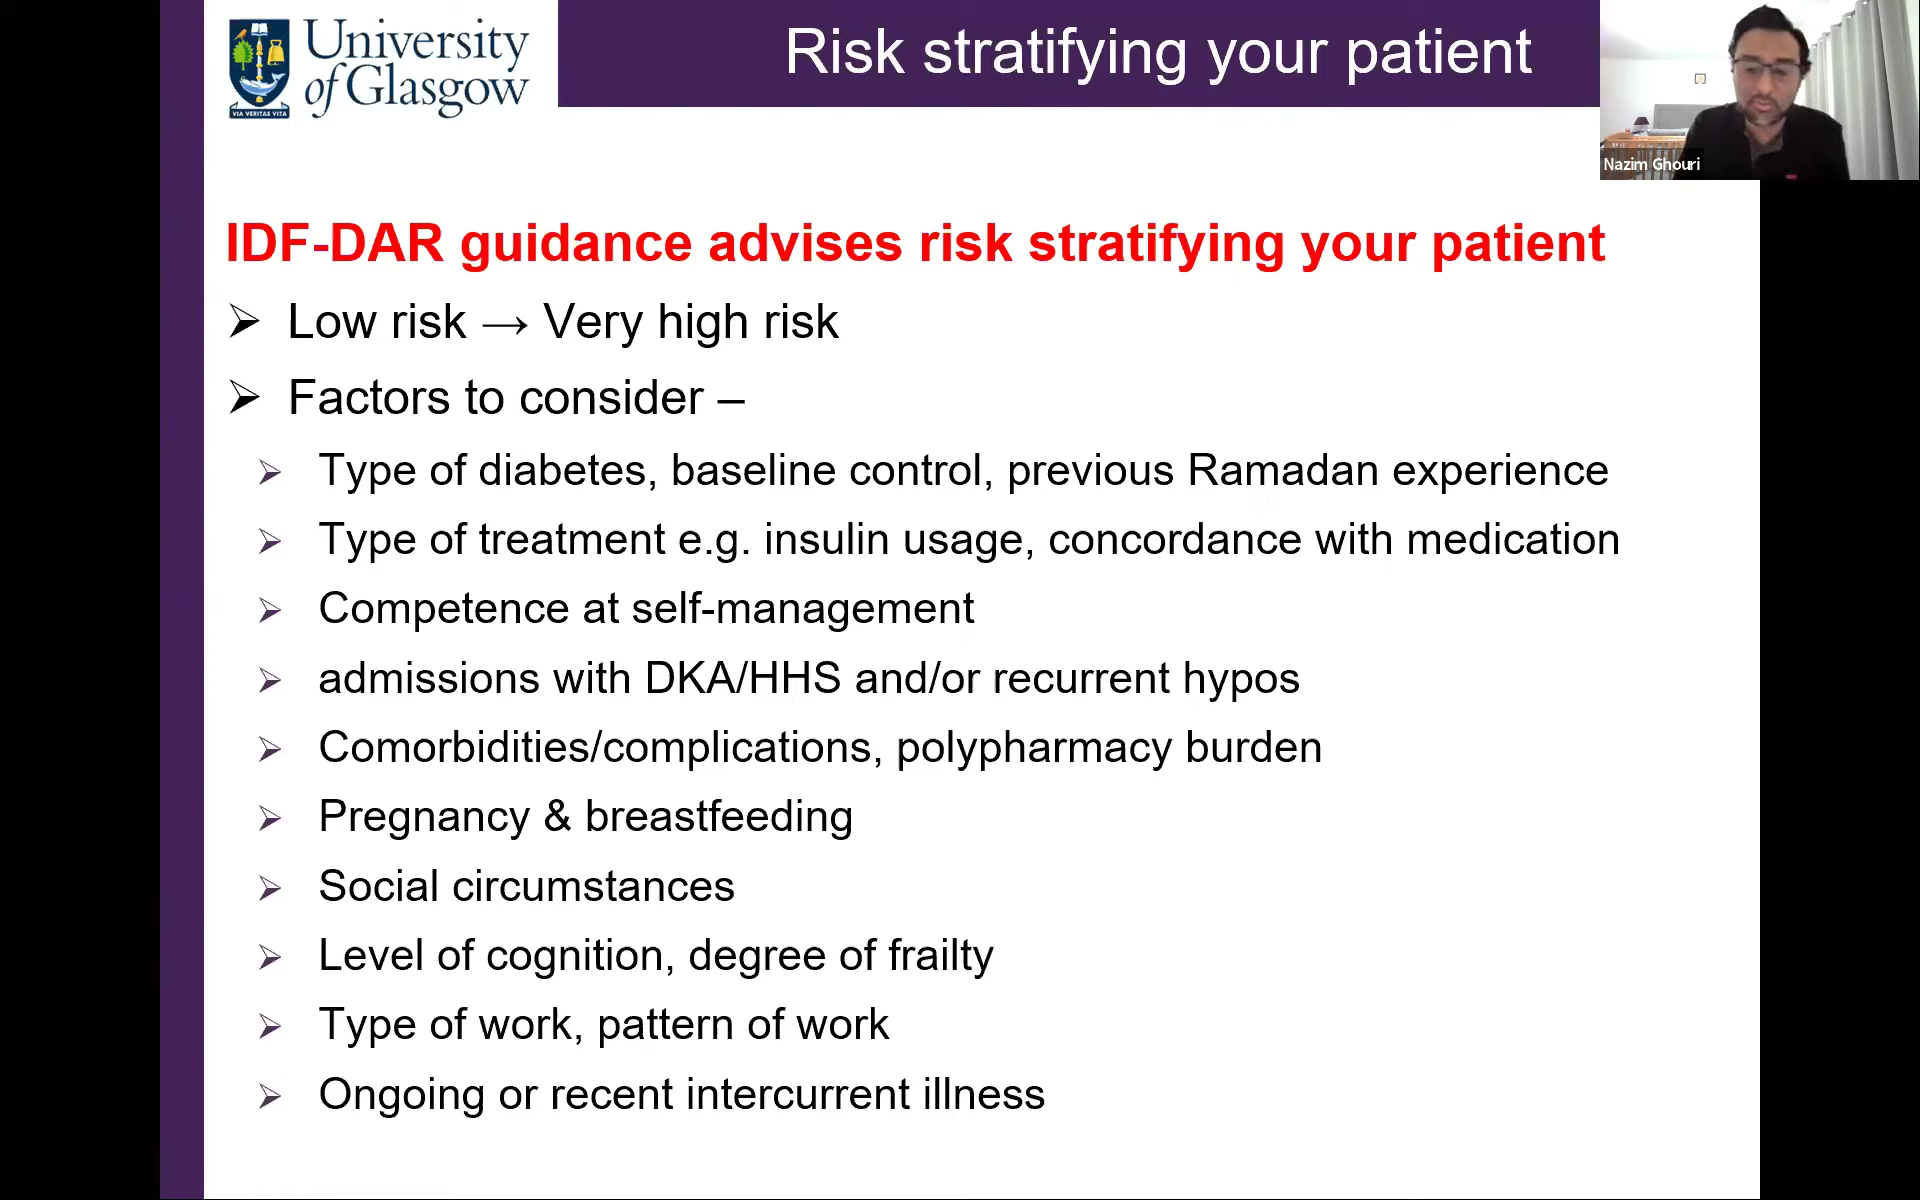 University
of Glasgow
VIA VERITAS VITA
Risk stratifying your patient
Nazim Ghouri
IDF-DAR guidance advises risk stratifying your patient
➢ Low risk → Very high risk
➢ Factors to consider –
➢ Type of diabetes, baseline control, previous Ramadan experience
➢ Type of treatment e.g. insulin usage, concordance with medication
➢ Competence at self-management
➢ admissions with DKA/HHS and/or recurrent hypos
➢ Comorbidities/complications, polypharmacy burden
➢ Pregnancy & breastfeeding
➢ Social circumstances
➢ Level of cognition, degree of frailty
➢ Type of work, pattern of work
➢ Ongoing or recent intercurrent illness